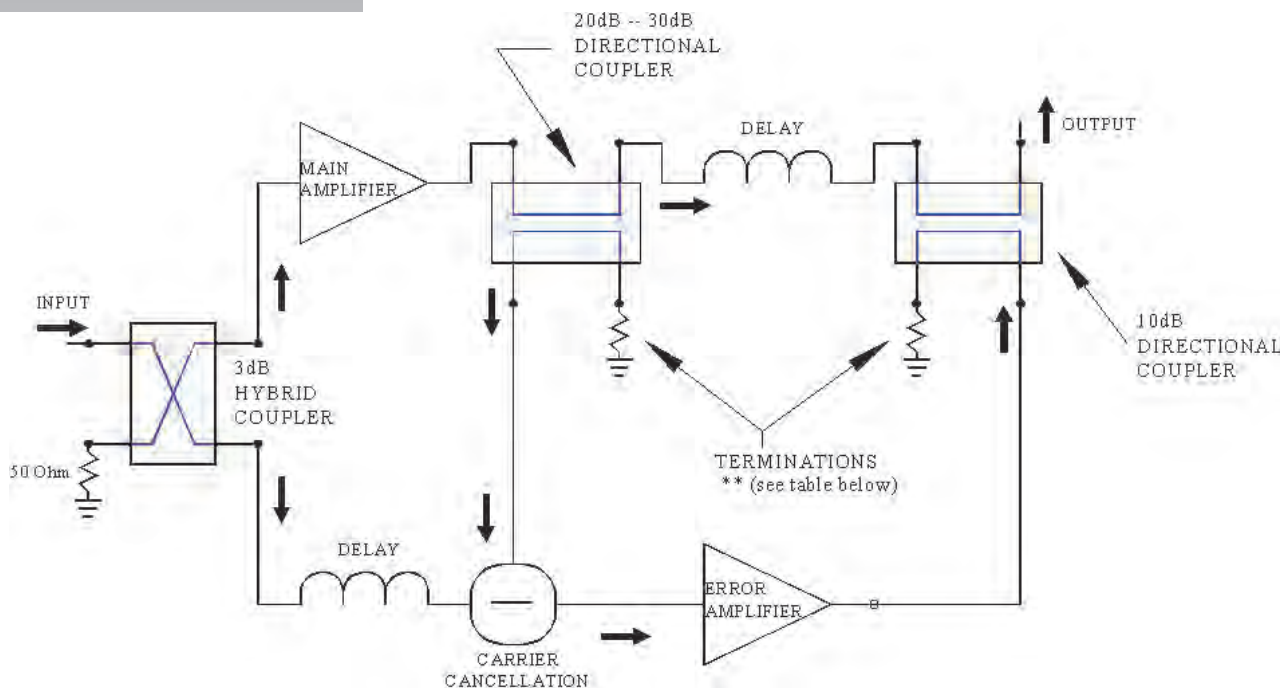 20dB -- 30dB
DIRECTIONAL
COUPLER
DELAY
OUTPUT
MAIN
AMPLIFIER
INPUT
3dB
HYBRID
COUPLER
10dB
DIRECTIONAL
COUPLER
50 Ohm
TERMINATIONS
** (see table below)
DELAY
ERROR
AMPLIFIER
CARRIER
CANCELLATION